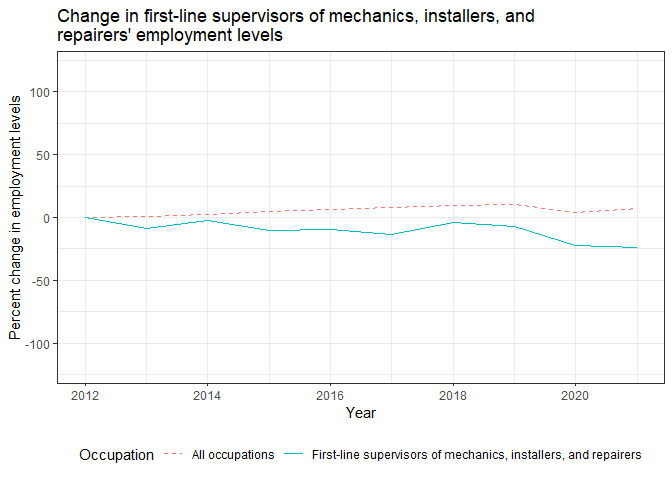 Change in first-line supervisors of mechanics, installers, and
repairers' employment levels
Percent change in employment levels
100
50
0
-50
-100
2012 2014 2016 2018 2020
Year
Occupation All occupations First-line supervisors of mechanics, installers, and repairers